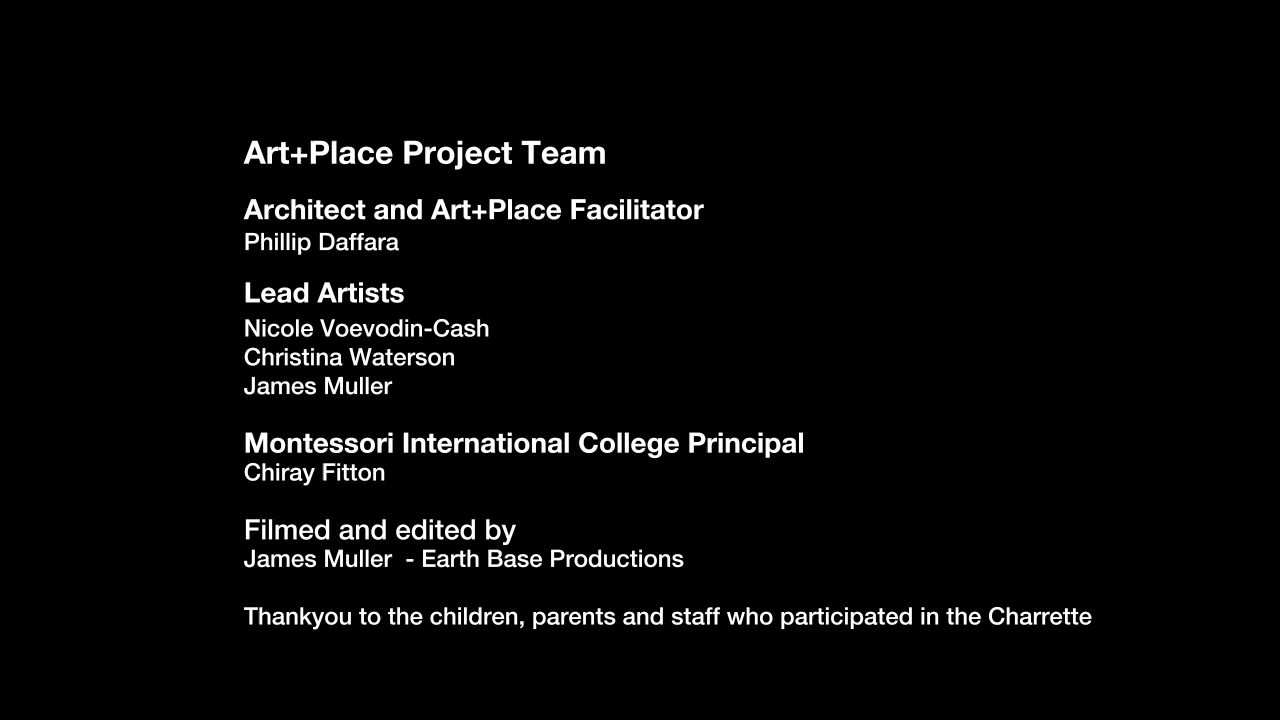 Art+Place Project Team
Architect and Art+Place Facilitator
Phillip Daffara
Lead Artists
Nicole Voevodin-Cash
Christina Waterson
James Muller
Montessori International College Principal
Chiray Fitton
Filmed and edited by
James Muller  - Earth Base Productions
Thankyou to the children, parents and staff who participated in the Charrette